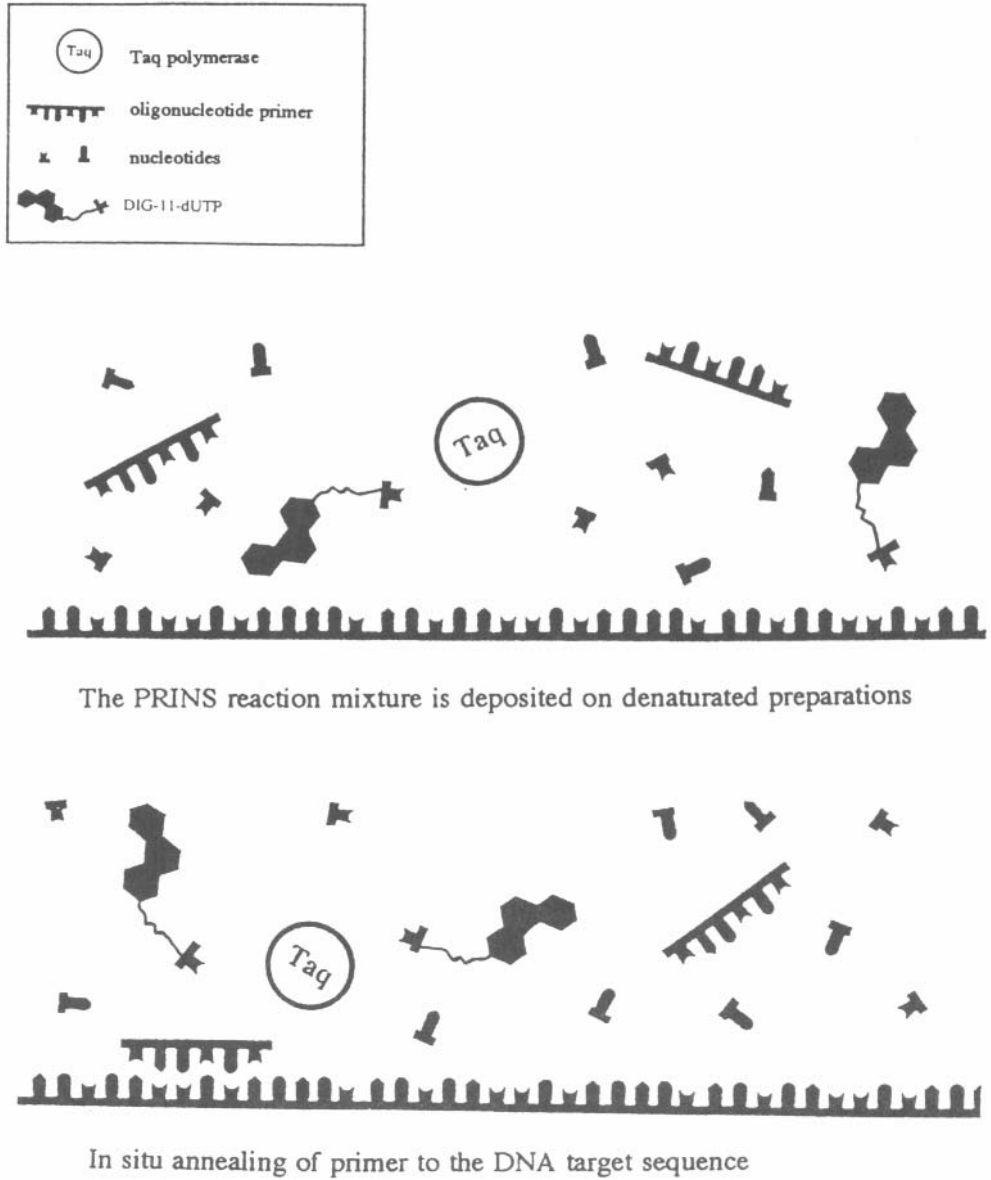 Taq Taq polymerase
oligonucleotide primer
nucleotides
DIG-11-dUTP
Taq
The PRINS reaction mixture is deposited on denaturated preparations
Taq
In situ annealing of primer to the DNA target sequence